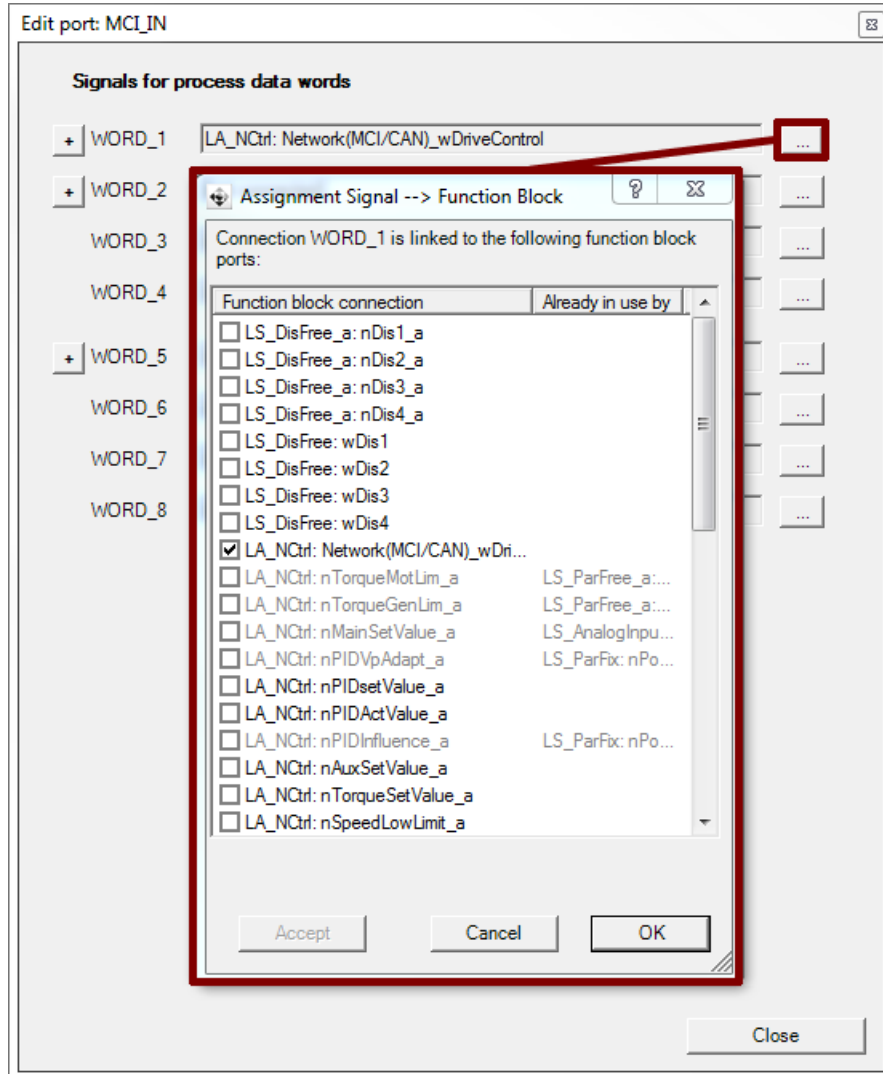 Edit port: MCI_IN
Signals for process data words
+ WORD_1 LA_NCtrl: Network(MCI/CAN)_wDriveControl ...
+ WORD_2 ...
WORD_3 ...
WORD_4 ...
+ WORD_5 ...
WORD_6 ...
WORD_7 ...
WORD_8 ...
Assignment Signal --> Function Block ?
Connection WORD_1 is linked to the following function block
ports:
Function block connection Already in use by
LS_DisFree_a: nDis1_a
LS_DisFree_a: nDis2_a
LS_DisFree_a: nDis3_a
LS_DisFree_a: nDis4_a
LS_DisFree: wDis1
LS_DisFree: wDis2
LS_DisFree: wDis3
LS_DisFree: wDis4
LA_NCtrl: Network(MCI/CAN)_wDri...
LA_NCtrl: nTorqueMotLim_a LS_ParFree_a:...
LA_NCtrl: nTorqueGenLim_a LS_ParFree_a:...
LA_NCtrl: nMainSetValue_a LS_AnalogInpu...
LA_NCtrl: nPIDVpAdapt_a LS_ParFix: nPo...
LA_NCtrl: nPIDsetValue_a
LA_NCtrl: nPIDActValue_a
LA_NCtrl: nPIDInfluence_a LS_ParFix: nPo...
LA_NCtrl: nAuxSetValue_a
LA_NCtrl: nTorqueSetValue_a
LA_NCtrl: nSpeedLowLimit_a
Accept Cancel OK
Close